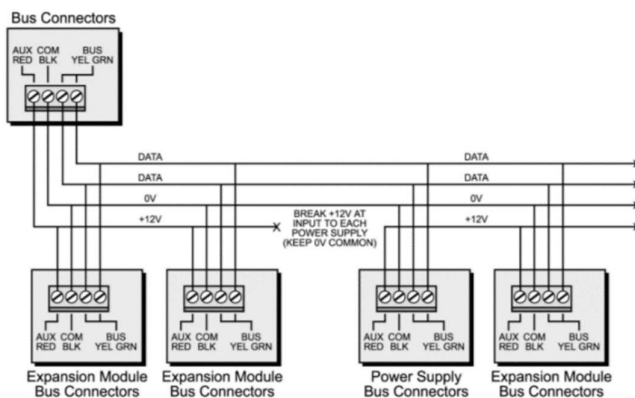 Bus Connectors
AUX COM BUS
RED BLK YEL GRN
DATA DATA
DATA DATA
0V 0V
+12V BREAK +12V AT +12V
INPUT TO EACH
POWER SUPPLY
(KEEP 0V COMMON)
AUX COM BUS
RED BLK YEL GRN
AUX COM BUS
RED BLK YEL GRN
AUX COM BUS
RED BLK YEL GRN
AUX COM BUS
RED BLK YEL GRN
Expansion Module
Bus Connectors
Expansion Module
Bus Connectors
Power Supply
Bus Connectors
Expansion Module
Bus Connectors